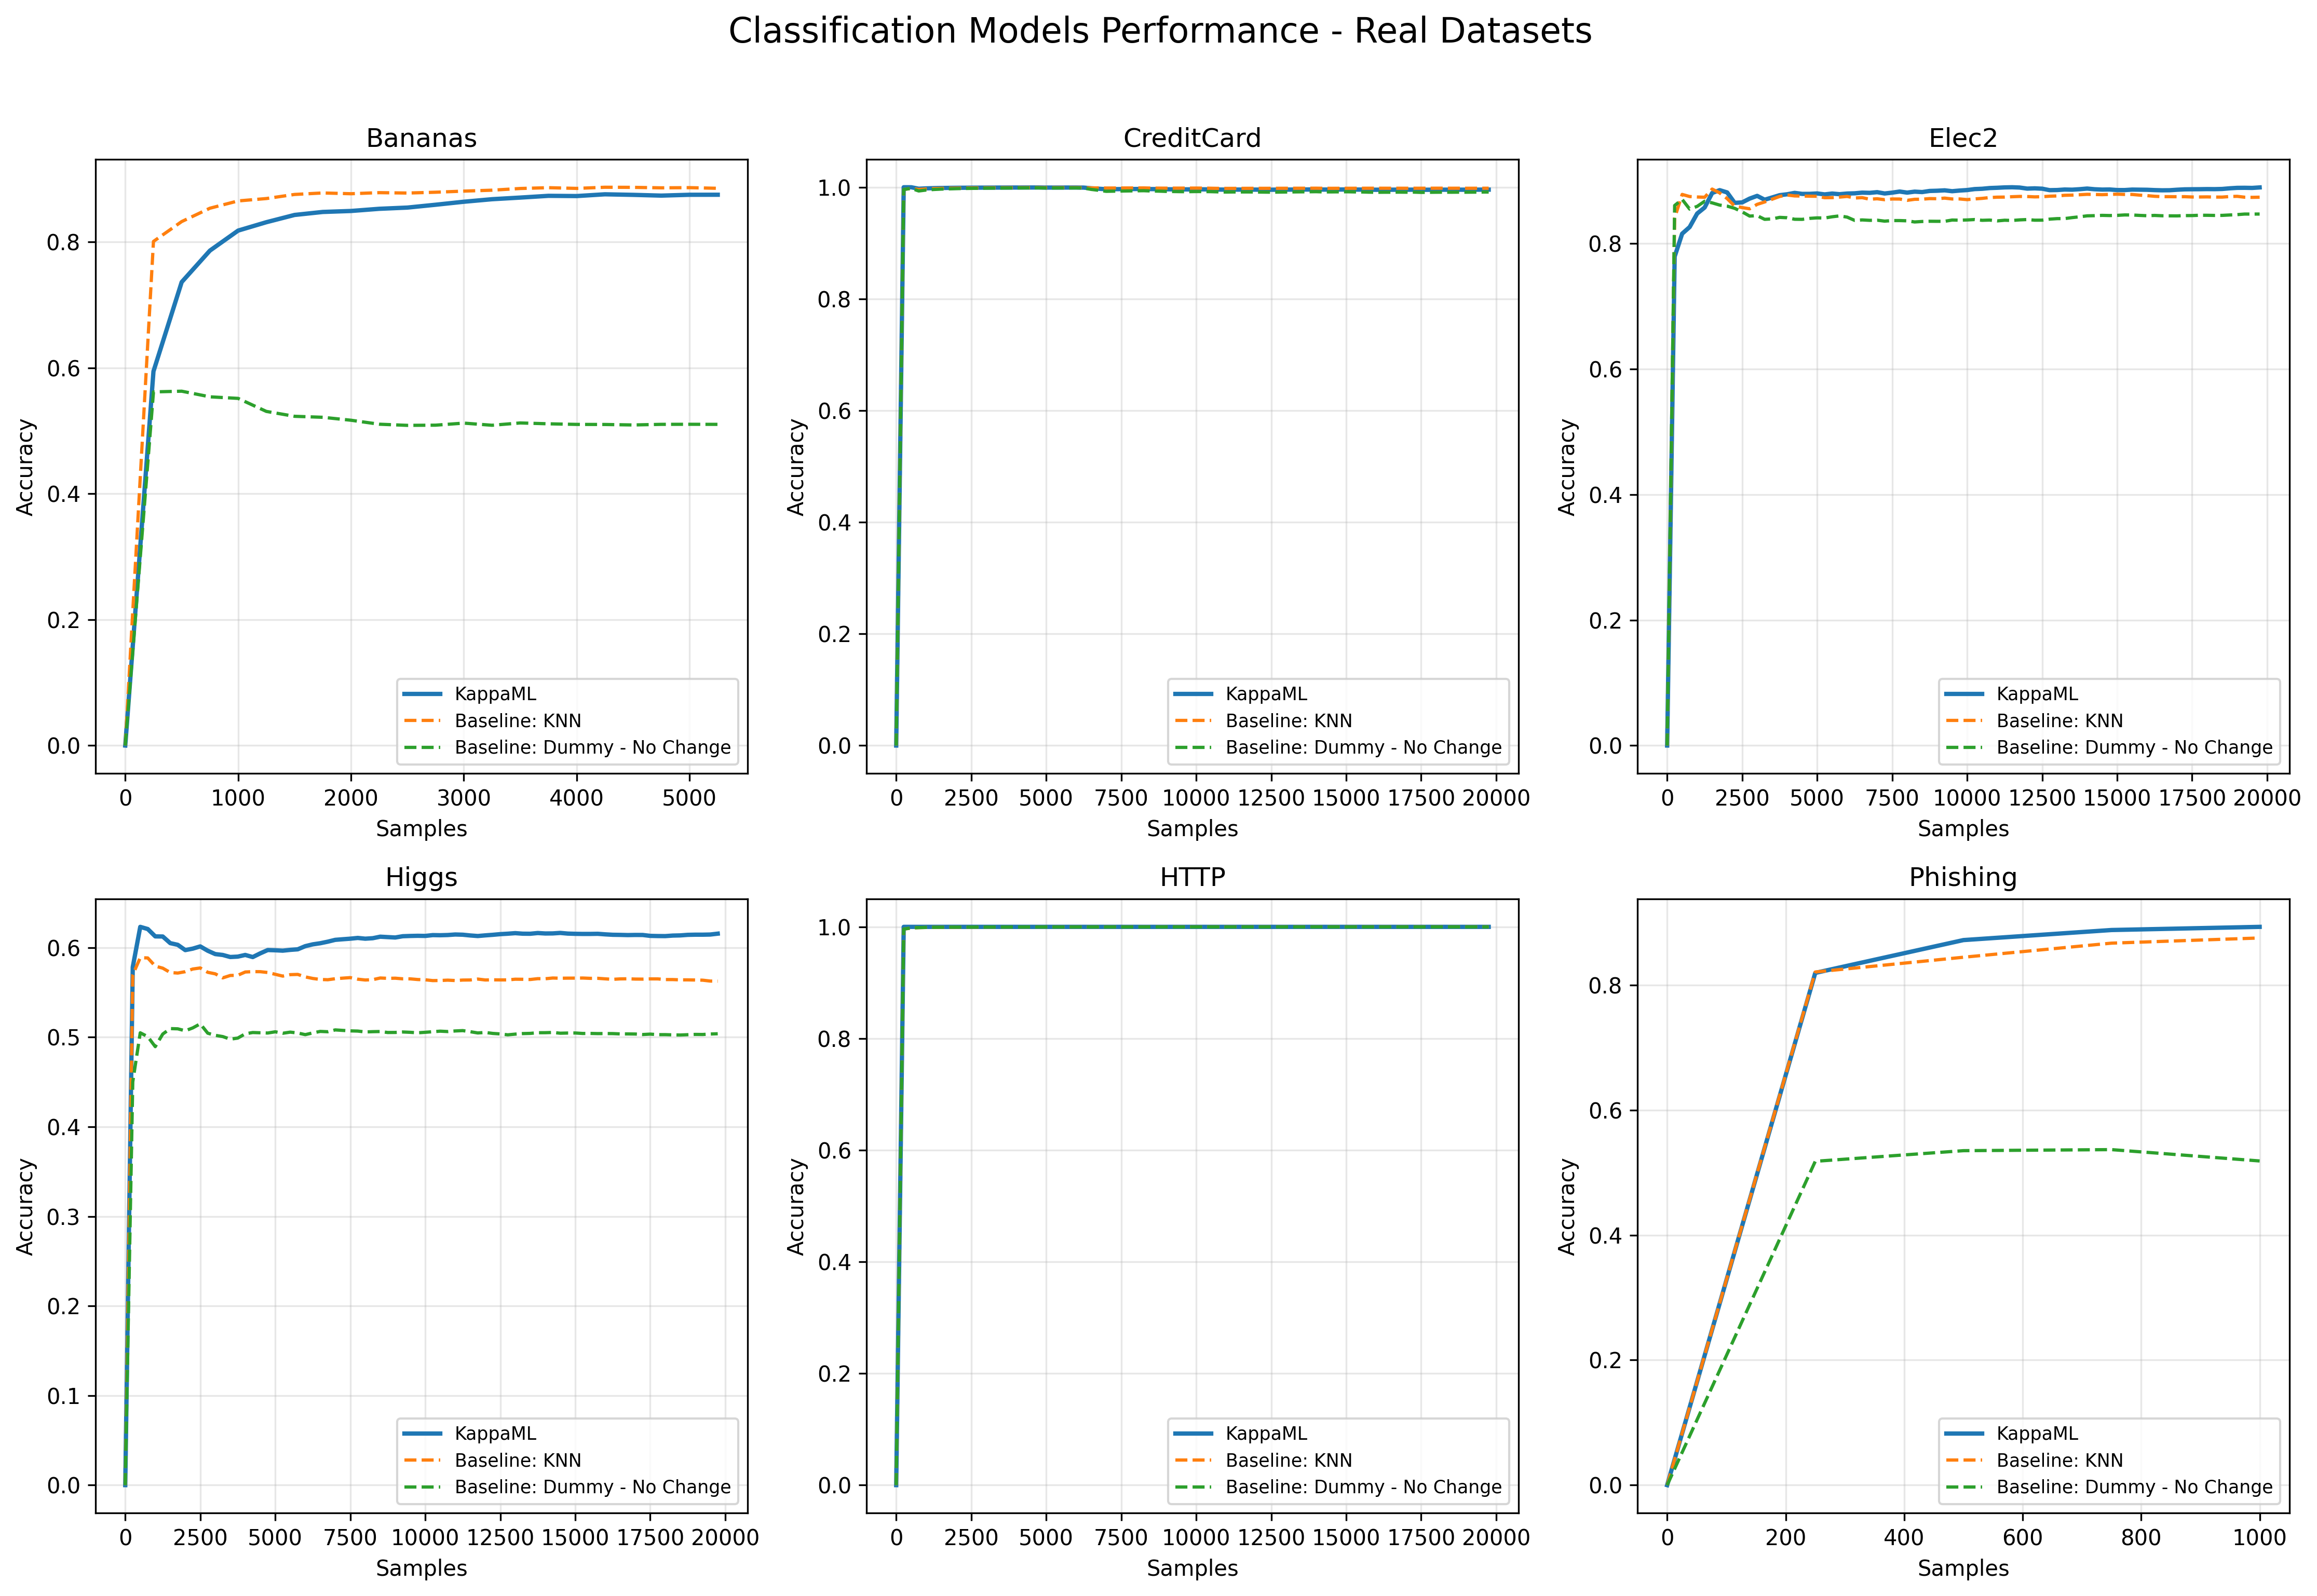 Classification Models Performance - Real Datasets
Bananas
Accuracy
0.8
0.6
0.4
0.2
0.0
0 1000 2000 3000 4000 5000
Samples
KappaML
Baseline: KNN
Baseline: Dummy - No Change
CreditCard
Accuracy
1.0
0.8
0.6
0.4
0.2
0.0
0 2500 5000 7500 10000 12500 15000 17500 20000
Samples
KappaML
Baseline: KNN
Baseline: Dummy - No Change
Elec2
Accuracy
0.8
0.6
0.4
0.2
0.0
0 2500 5000 7500 10000 12500 15000 17500 20000
Samples
KappaML
Baseline: KNN
Baseline: Dummy - No Change
Higgs
Accuracy
0.6
0.5
0.4
0.3
0.2
0.1
0.0
0 2500 5000 7500 10000 12500 15000 17500 20000
Samples
KappaML
Baseline: KNN
Baseline: Dummy - No Change
HTTP
Accuracy
1.0
0.8
0.6
0.4
0.2
0.0
0 2500 5000 7500 10000 12500 15000 17500 20000
Samples
KappaML
Baseline: KNN
Baseline: Dummy - No Change
Phishing
Accuracy
0.8
0.6
0.4
0.2
0.0
0 200 400 600 800 1000
Samples
KappaML
Baseline: KNN
Baseline: Dummy - No Change